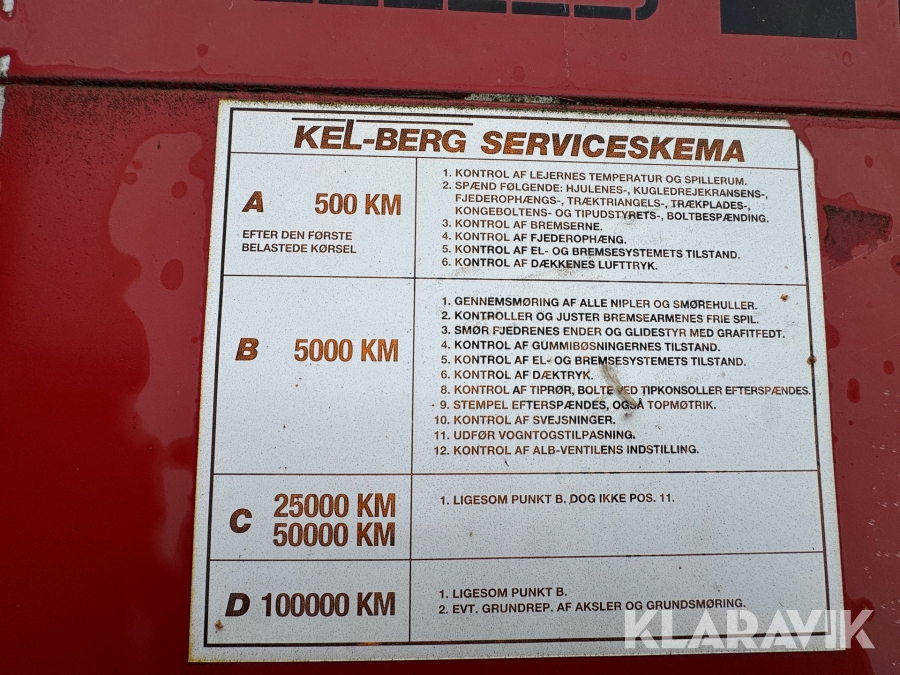 KEL-BERG SERVICESKEMA
A 500 KM
EFTER DEN FØRSTE
BELASTEDE KØRSEL
1. KONTROL AF LEJERNES TEMPERATUR OG SPILLERUM.
2. SPÆND FØLGENDE: HJULENES-, KUGLEDREJEKRANSENS-,
FJEDEROPHÆNGS-, TRÆKTRIANGELS-, TRÆKPLADES-,
KONGEBOLTENS- OG TIPUDSTYRETS-, BOLTBESPÆNDING.
3. KONTROL AF BREMSERNE.
4. KONTROL AF FJEDEROPHÆNG.
5. KONTROL AF EL- OG BREMSESYSTEMETS TILSTAND.
6. KONTROL AF DÆKKENES LUFTTRYK.
B 5000 KM
1. GENNEMSMØRING AF ALLE NIPLER OG SMØREHULLER.
2. KONTROLLER OG JUSTER BREMSEARMENES FRIE SPIL.
3. SMØR FJEDRENES ENDER OG GLIDESTYR MED GRAFITFEDT.
4. KONTROL AF GUMMIBØSNINGERNES TILSTAND.
5. KONTROL AF EL- OG BREMSESYSTEMETS TILSTAND.
6. KONTROL AF DÆKTRYK.
8. KONTROL AF TIPRØR, BOLTE VED TIPKONSOLLER EFTERSPÆNDES.
9. STEMPEL EFTERSPÆNDES, OGSÅ TOPMØTRIK.
10. KONTROL AF SVEJSNINGER.
11. UDFØR VOGNTOGSTILPASNING.
12. KONTROL AF ALB-VENTILENS INDSTILLING.
C 25000 KM
50000 KM
1. LIGESOM PUNKT B. DOG IKKE POS. 11.
D 100000 KM
1. LIGESOM PUNKT B.
2. EVT. GRUNDREP. AF AKSLER OG GRUNDSMØRING.
KLARAVIK